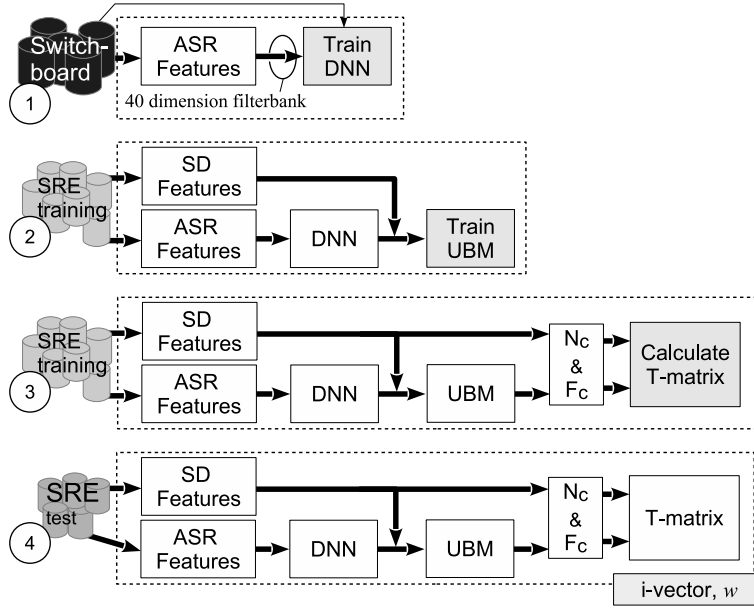 Switch-
board
ASR
Features
Train
DNN
40 dimension filterbank
1
SRE
training
SD
Features
ASR
Features
DNN
Train
UBM
2
SRE
training
SD
Features
ASR
Features
DNN
UBM
NC
&
FC
Calculate
T-matrix
3
SRE
test
SD
Features
ASR
Features
DNN
UBM
NC
&
FC
T-matrix
4
i-vector, w